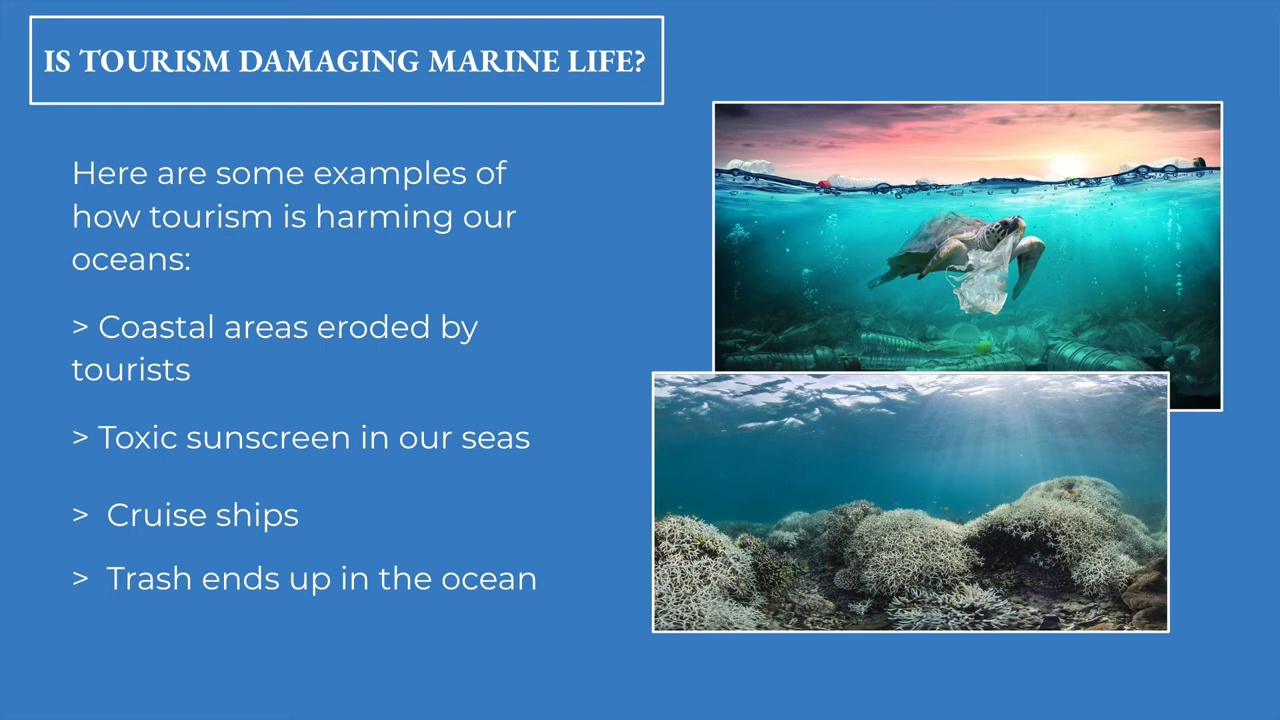 IS TOURISM DAMAGING MARINE LIFE?
Here are some examples of
how tourism is harming our
oceans:
> Coastal areas eroded by
tourists
> Toxic sunscreen in our seas
> Cruise ships
> Trash ends up in the ocean